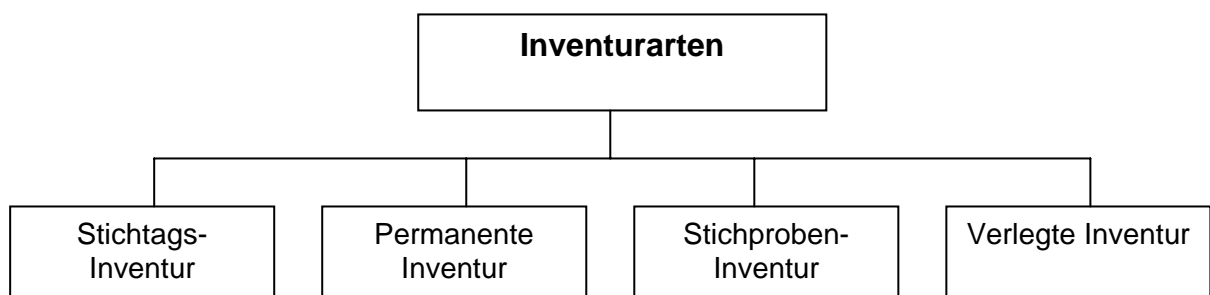 Inventurarten
Stichtags-
Inventur
Permanente
Inventur
Stichproben-
Inventur
Verlegte Inventur